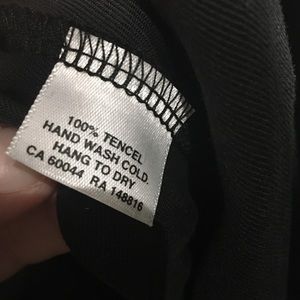 100% TENCEL
HAND WASH COLD.
HANG TO DRY
CA 60044 RA 148816